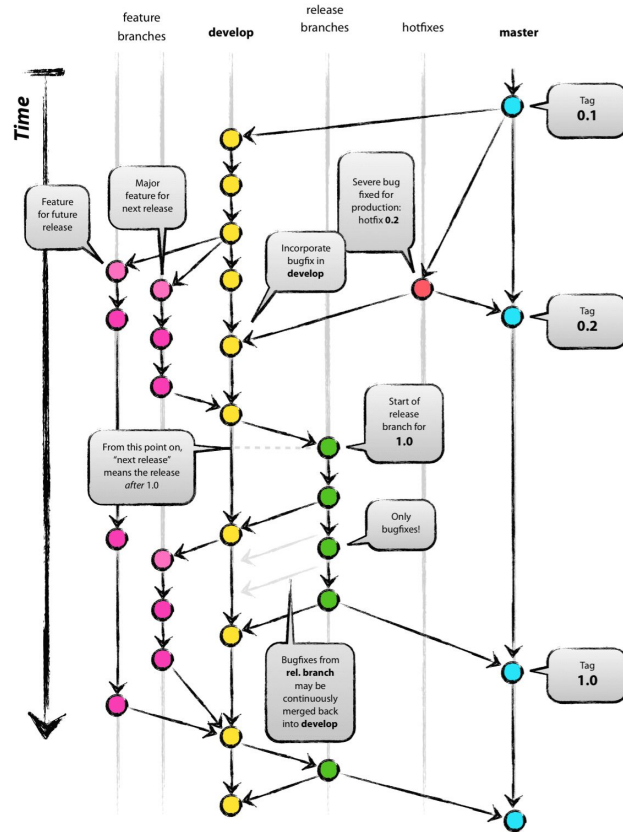 feature
branches
develop
release
branches
hotfixes
master
Time
Tag
0.1
Major
feature for
next release
Feature
for future
release
Severe bug
fixed for
production:
hotfix 0.2
Incorporate
bugfix in
develop
Tag
0.2
Start of
release
branch for
1.0
From this point on,
“next release”
means the release
after 1.0
Only
bugfixes!
Bugfixes from
rel. branch
may be
continuously
merged back
into develop
Tag
1.0